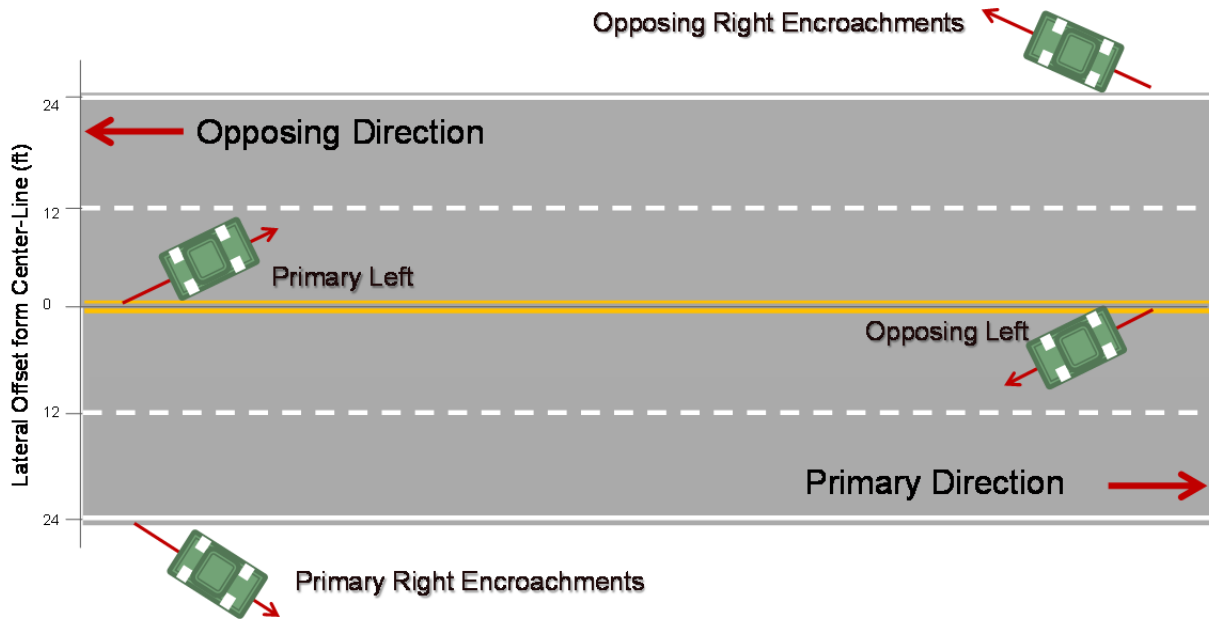 Opposing Right Encroachments
24
Opposing Direction
12
Primary Left
0
Opposing Left
12
Primary Direction
24
Primary Right Encroachments
Lateral Offset form Center-Line (ft)